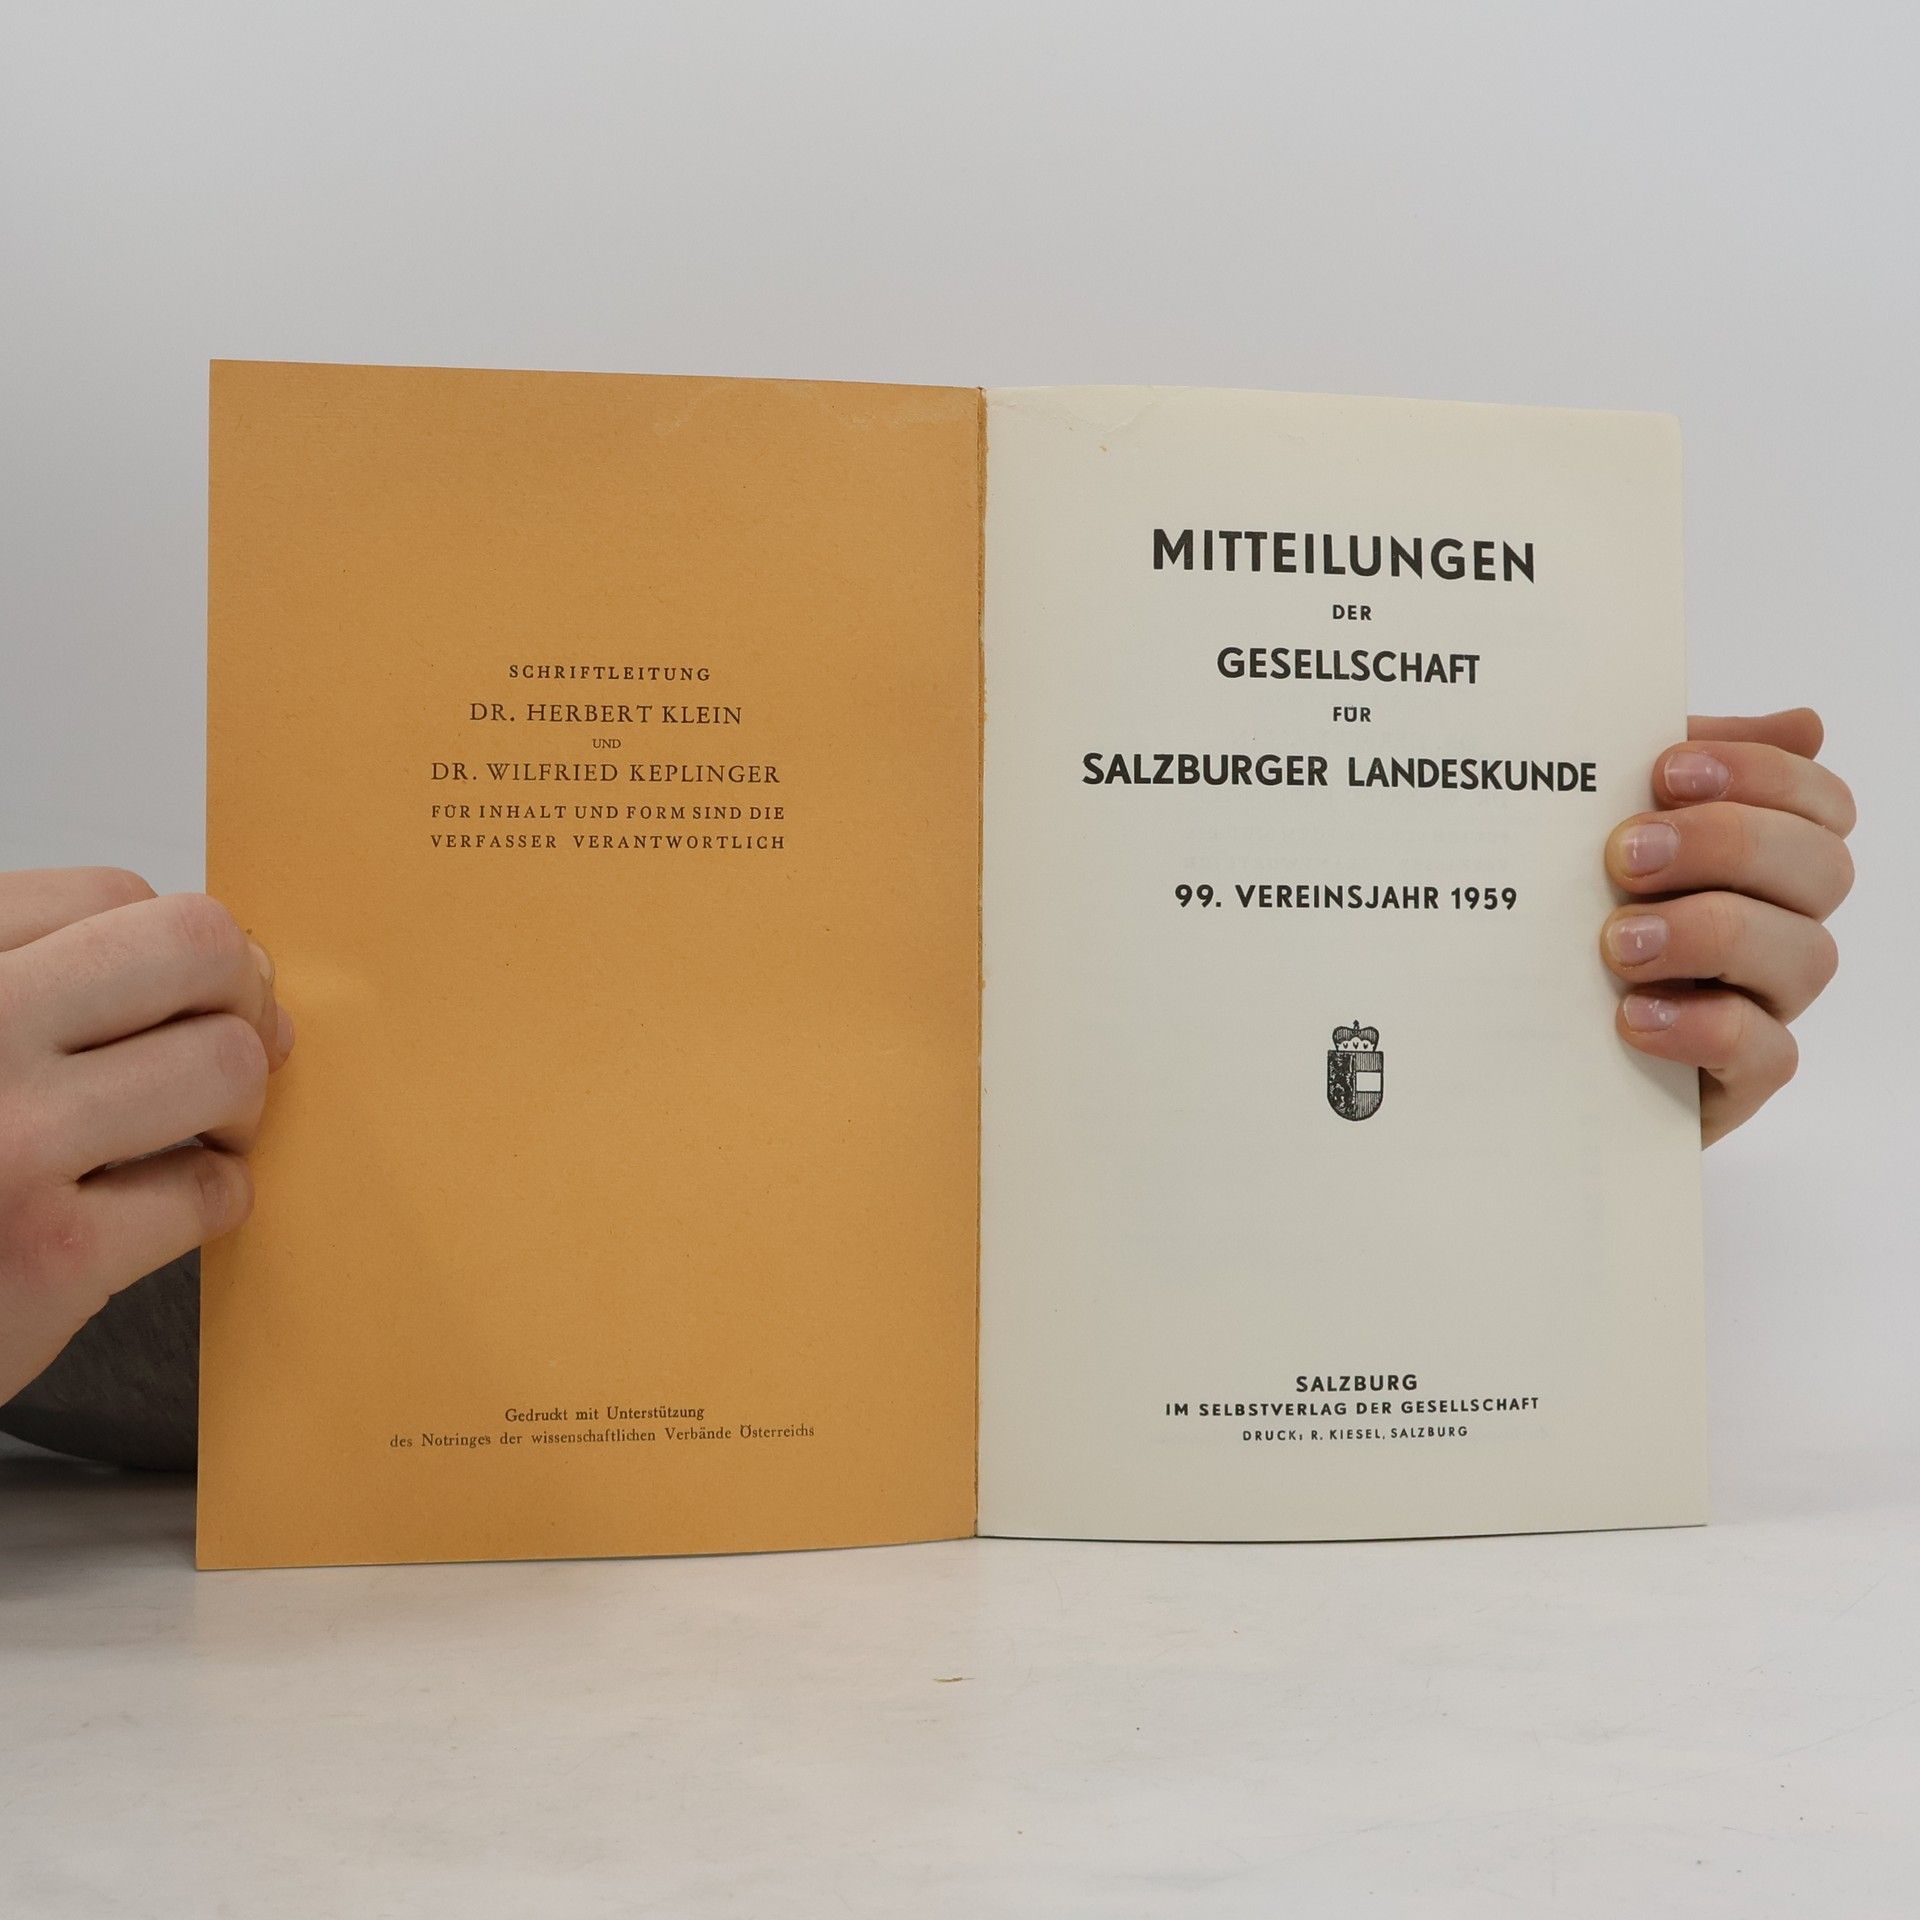 SCHRIFTLEITUNG
DR. HERBERT KLEIN
UND
DR. WILFRIED KEPLINGER
FÜR INHALT UND FORM SIND DIE
VERFASSER VERANTWORTLICH
Gedruckt mit Unterstützung
des Notringes der wissenschaftlichen Verbände Österreichs
MITTEILUNGEN
DER
GESELLSCHAFT
FÜR
SALZBURGER LANDESKUNDE
99. VEREINSJAHR 1959
SALZBURG
IM SELBSTVERLAG DER GESELLSCHAFT
DRUCK: R. KIESEL, SALZBURG